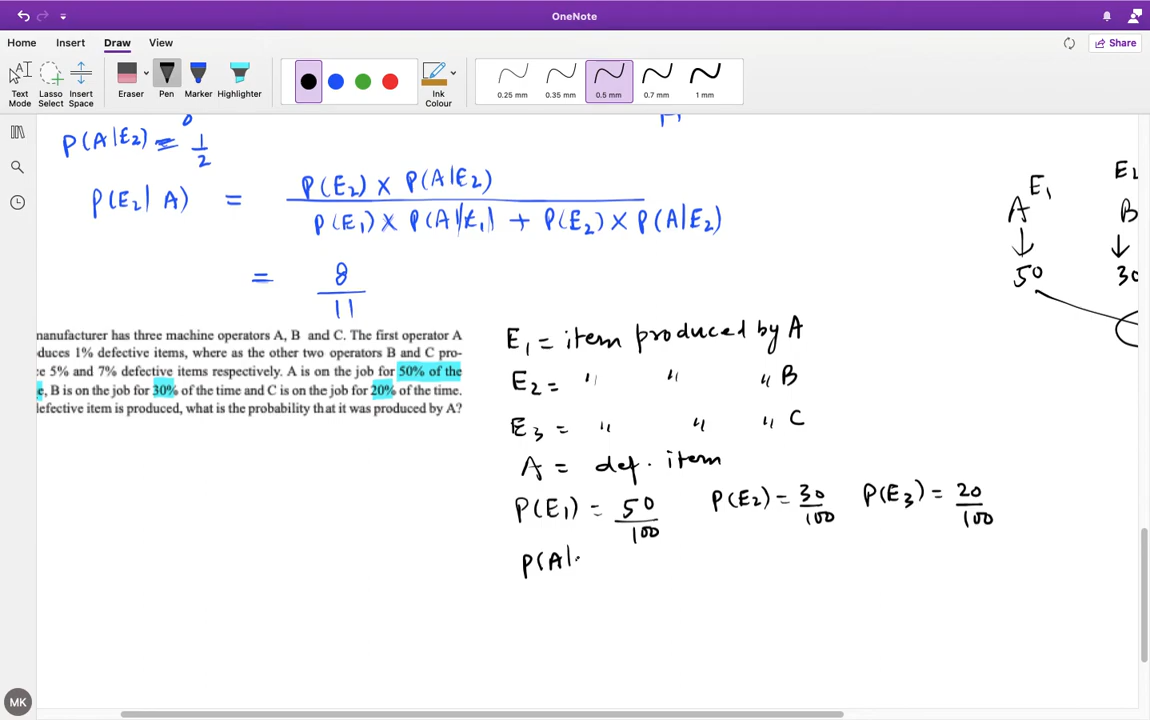 OneNote
Home Insert Draw View Share
Text Mode Lasso Select Insert Space Eraser Pen Marker Highlighter Ink Colour 0.25 mm 0.35 mm 0.5 mm 0.7 mm 1 mm
P(A|E₂) = 1/2
P(E₂|A) = P(E₂) × P(A|E₂) / P(E₁) × P(A|E₁) + P(E₂) × P(A|E₂)
= 8/11
E₁ E₂
A B
↓ ↓
50 30
nanufacturer has three machine operators A, B and C. The first operator A
duces 1% defective items, where as the other two operators B and C pro-
:e 5% and 7% defective items respectively. A is on the job for 50% of the
e, B is on the job for 30% of the time and C is on the job for 20% of the time.
defective item is produced, what is the probability that it was produced by A?
E₁ = item produced by A
E₂ = " " " B
E₃ = " " " C
A = def. item
P(E₁) = 50/100 P(E₂) = 30/100 P(E₃) = 20/100
P(A|
MK